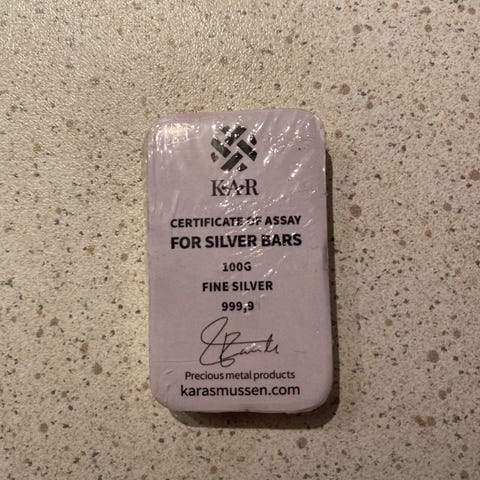 KAR
CERTIFICATE OF ASSAY
FOR SILVER BARS
100G
FINE SILVER
999,9
Precious metal products
karasmussen.com